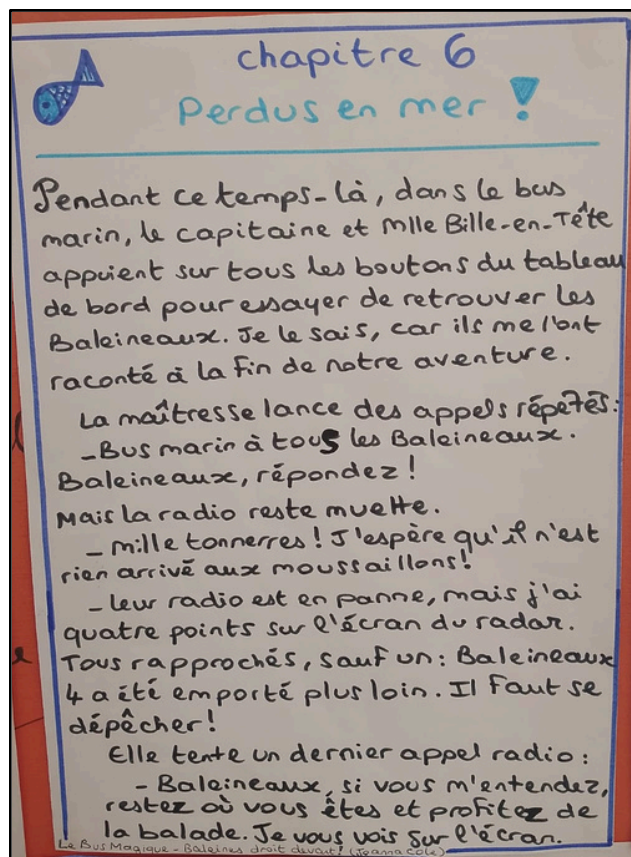 chapitre 6
Perdus en mer !
Pendant ce temps-là, dans le bus
marin, le capitaine et Mlle Bille-en-Tête
appuient sur tous les boutons du tableau
de bord pour essayer de retrouver les
Baleineaux. Je le sais, car ils me l'ont
raconté à la fin de notre aventure.
La maîtresse lance des appels répétés :
- Bus marin à tous les Baleineaux.
Baleineaux, répondez !
Mais la radio reste muette.
- mille tonnerres ! J'espère qu'il n'est
rien arrivé aux moussaillons !
- leur radio est en panne, mais j'ai
quatre points sur l'écran du radar.
Tous rapprochés, sauf un : Baleineaux
4 a été emporté plus loin. Il faut se
dépêcher !
Elle tente un dernier appel radio :
- Baleineaux, si vous m'entendez,
restez où vous êtes et profitez de
la balade. Je vous vois sur l'écran.
Le Bus Magique - Baleines droit devant ! (Joanna Cole)